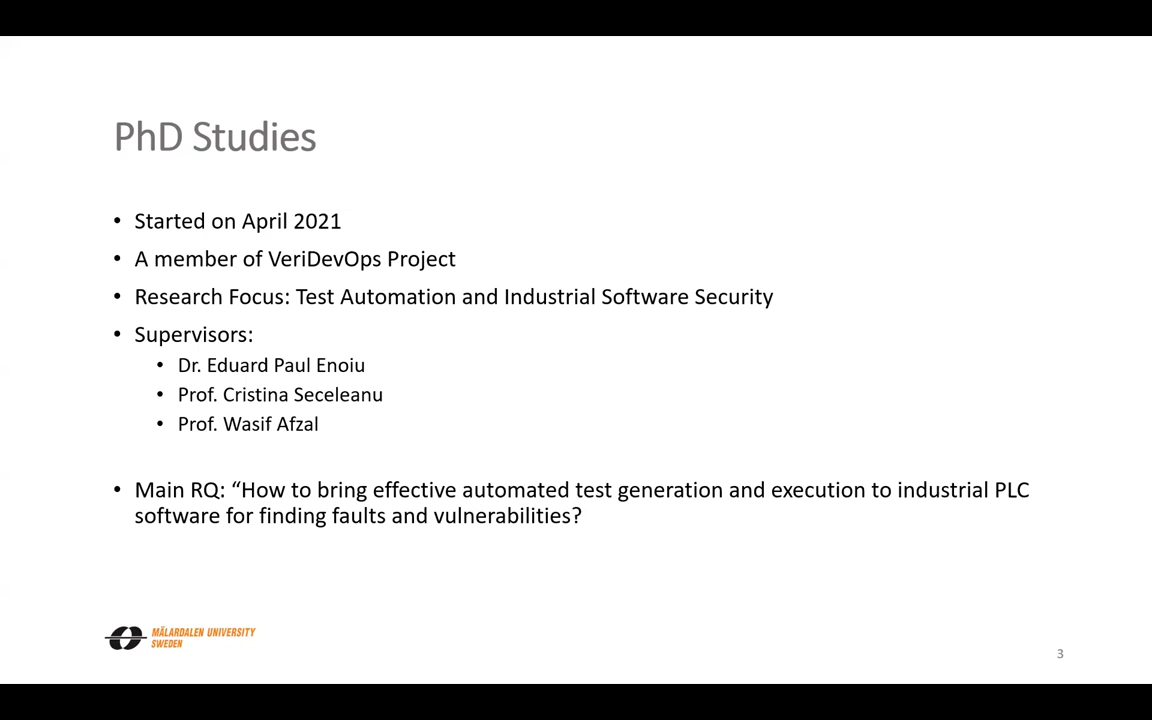 PhD Studies
• Started on April 2021
• A member of VeriDevOps Project
• Research Focus: Test Automation and Industrial Software Security
• Supervisors:
• Dr. Eduard Paul Enoiu
• Prof. Cristina Seceleanu
• Prof. Wasif Afzal
• Main RQ: “How to bring effective automated test generation and execution to industrial PLC
software for finding faults and vulnerabilities?
MÄLARDALEN UNIVERSITY
SWEDEN
3